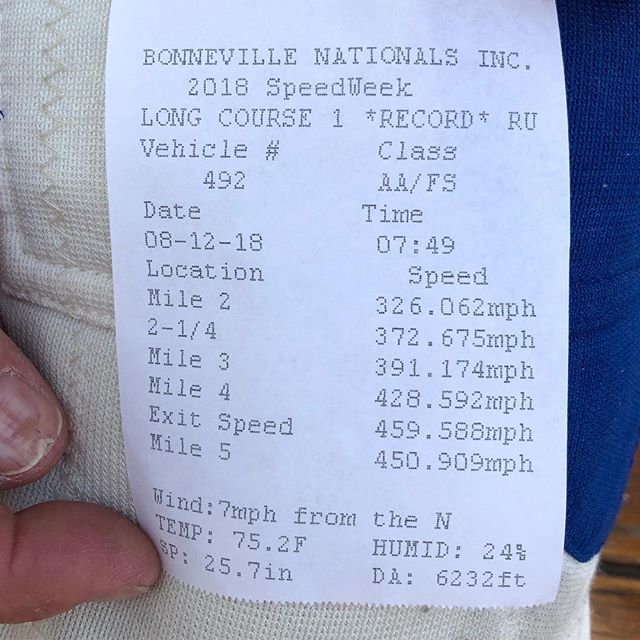 BONNEVILLE NATIONALS INC.
2018 SpeedWeek
LONG COURSE 1 *RECORD* RU
Vehicle # Class
492 AA/FS
Date Time
08-12-18 07:49
Location Speed
Mile 2 326.062mph
2-1/4 372.675mph
Mile 3 391.174mph
Mile 4 428.592mph
Exit Speed 459.588mph
Mile 5 450.909mph
Wind:7mph from the N
TEMP: 75.2F HUMID: 24%
SP: 25.7in DA: 6232ft